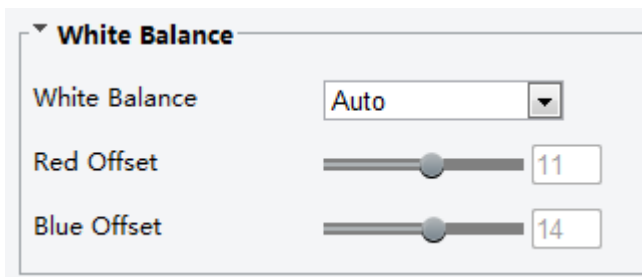 White Balance
White Balance Auto
Red Offset 11
Blue Offset 14